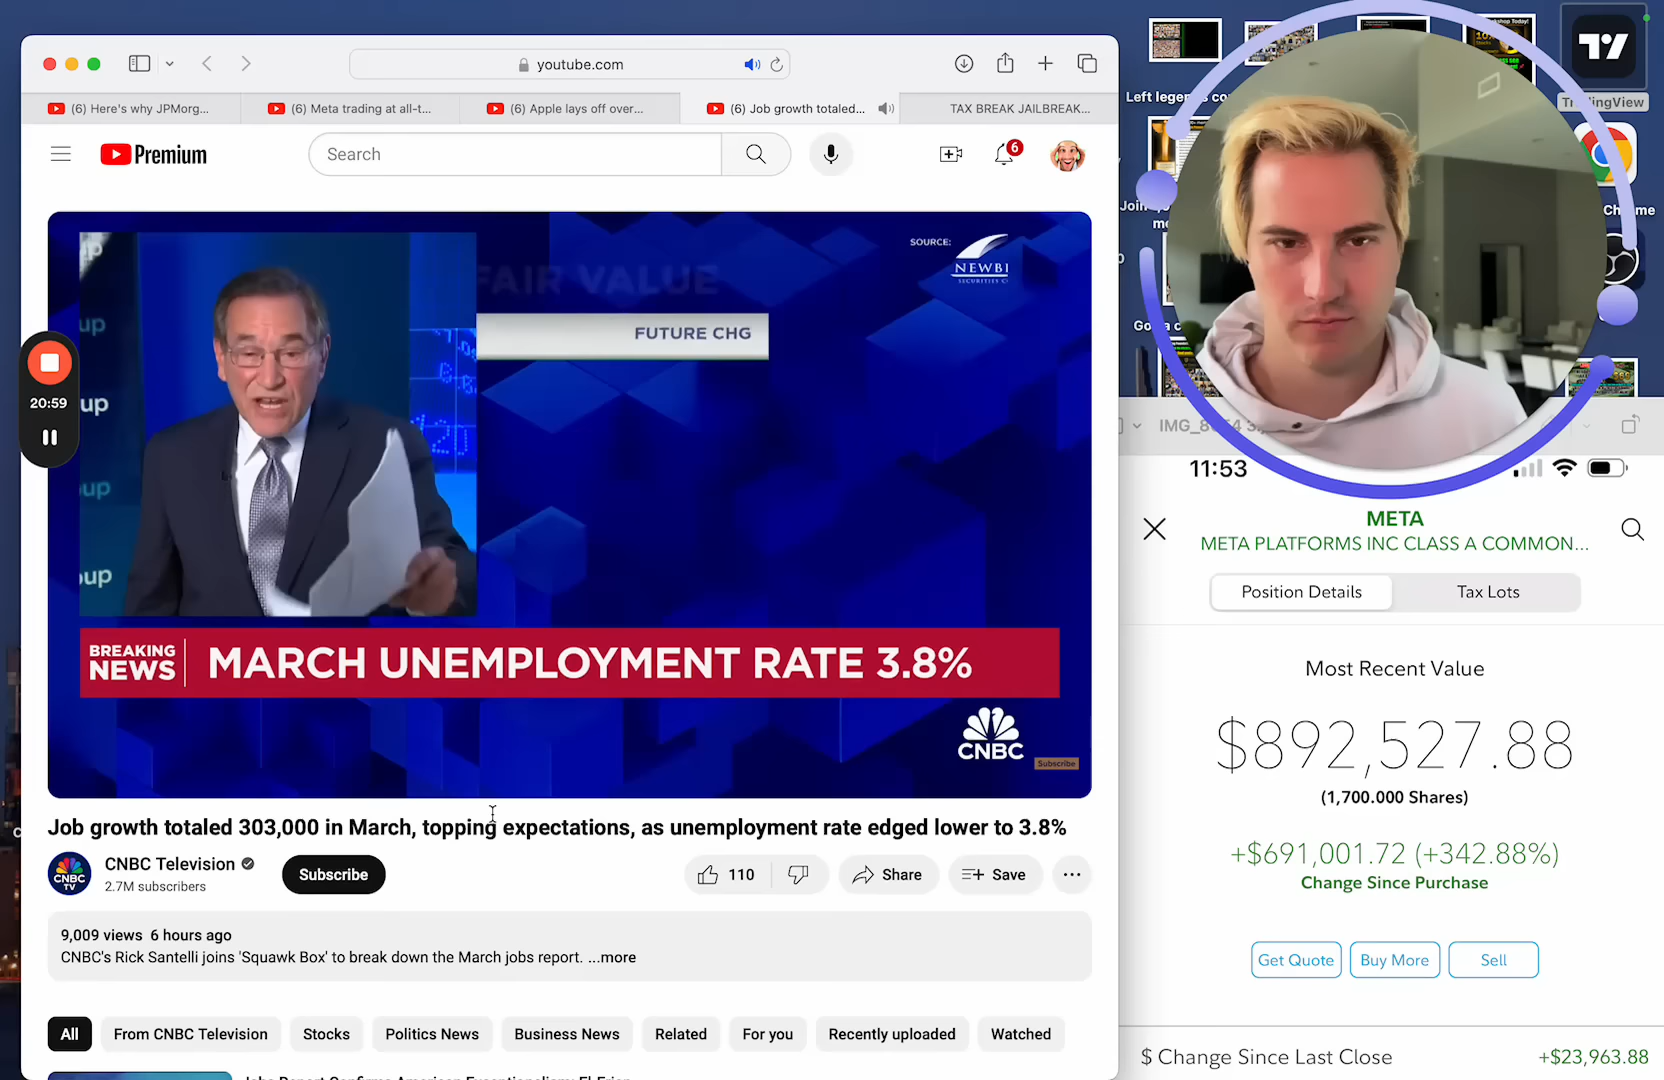 youtube.com
(6) Here's why JPMorg...
(6) Meta trading at all-t...
(6) Apple lays off over...
(6) Job growth totaled...
TAX BREAK JAILBREAK...
Premium
Search
6
FAIR VALUE
FUTURE CHG
SOURCE:
NEWBI
up
up
up
oup
20:59
BREAKING
NEWS
MARCH UNEMPLOYMENT RATE 3.8%
CNBC
Subscribe
Job growth totaled 303,000 in March, topping expectations, as unemployment rate edged lower to 3.8%
CNBC
TV
CNBC Television
2.7M subscribers
Subscribe
110
Share
Save
9,009 views 6 hours ago
CNBC's Rick Santelli joins 'Squawk Box' to break down the March jobs report. ...more
All
From CNBC Television
Stocks
Politics News
Business News
Related
For you
Recently uploaded
Watched
Left legen
TradingView
Join
11:53
META
META PLATFORMS INC CLASS A COMMON...
Position Details
Tax Lots
Most Recent Value
$892,527.88
(1,700.000 Shares)
+$691,001.72 (+342.88%)
Change Since Purchase
Get Quote
Buy More
Sell
$ Change Since Last Close
+$23,963.88